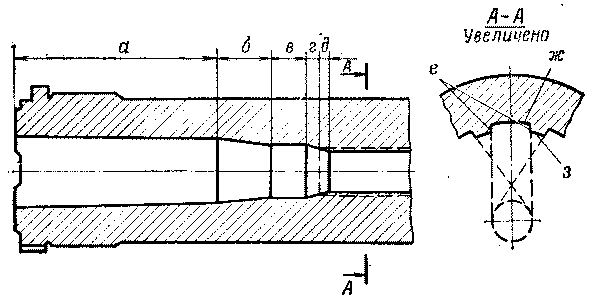 а б в г д
А
А
А-А
Увеличено
е ж
з